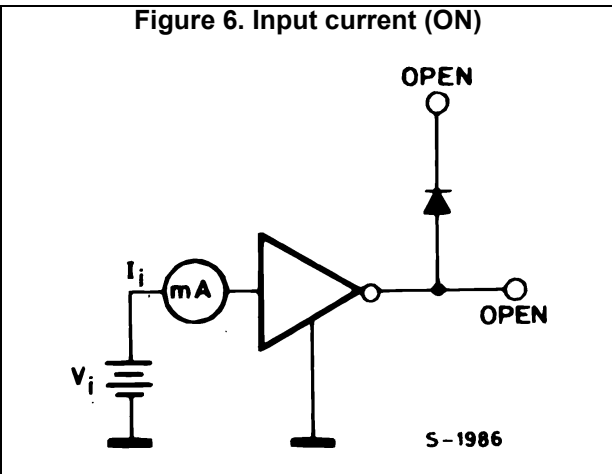 Figure 6. Input current (ON)
OPEN
Ii
mA
OPEN
Vi
S-1986